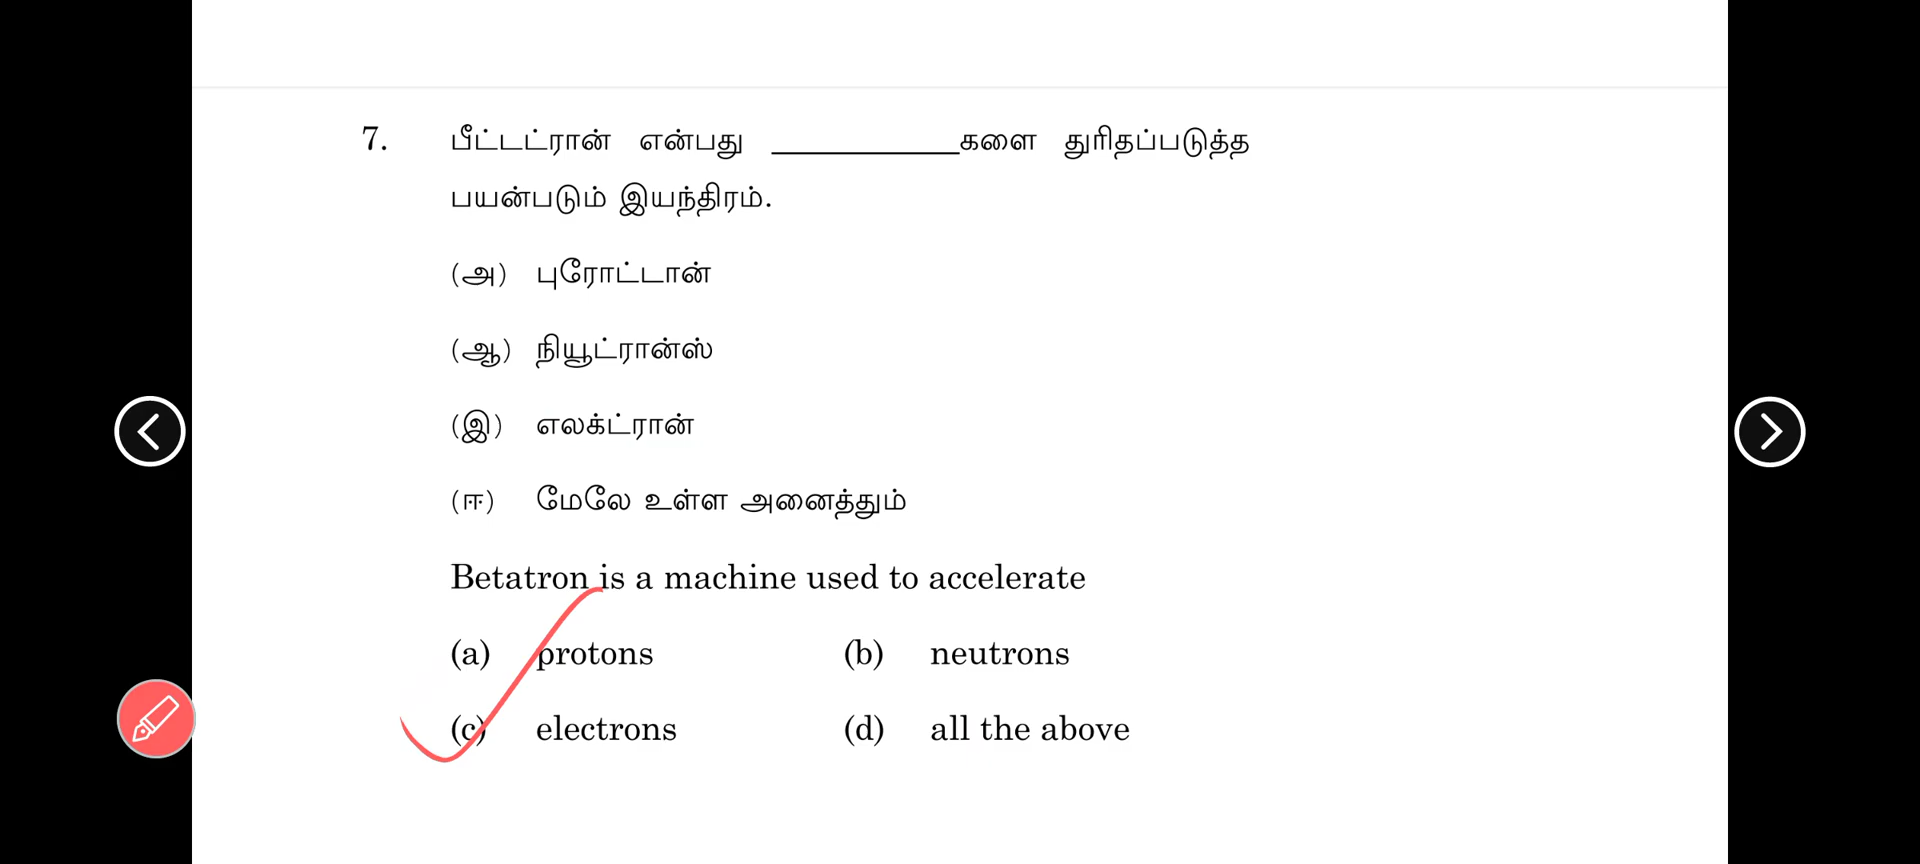 7. பீட்டட்ரான் என்பது ____________களை துரிதப்படுத்த
பயன்படும் இயந்திரம்.
(அ) புரோட்டான்
(ஆ) நியூட்ரான்ஸ்
(இ) எலக்ட்ரான்
(ஈ) மேலே உள்ள அனைத்தும்
Betatron is a machine used to accelerate
(a) protons (b) neutrons
(c) electrons (d) all the above